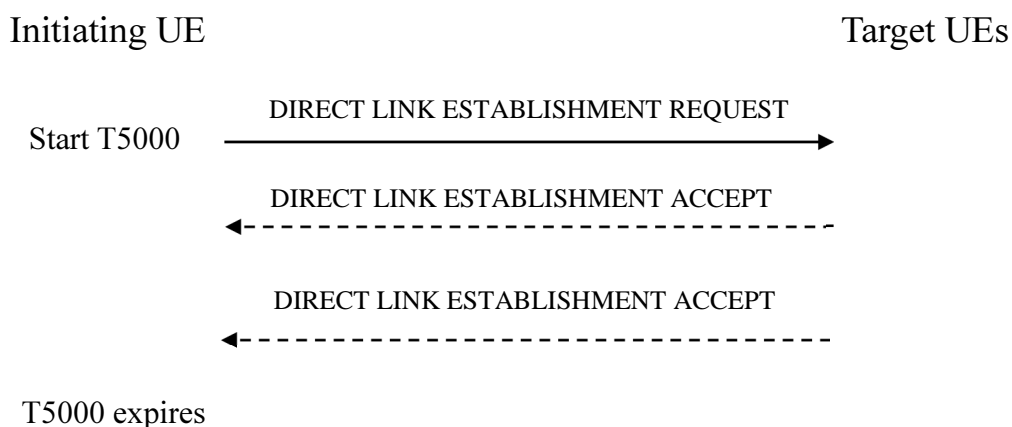 Initiating UE
Target UEs
DIRECT LINK ESTABLISHMENT REQUEST
Start T5000
DIRECT LINK ESTABLISHMENT ACCEPT
DIRECT LINK ESTABLISHMENT ACCEPT
T5000 expires